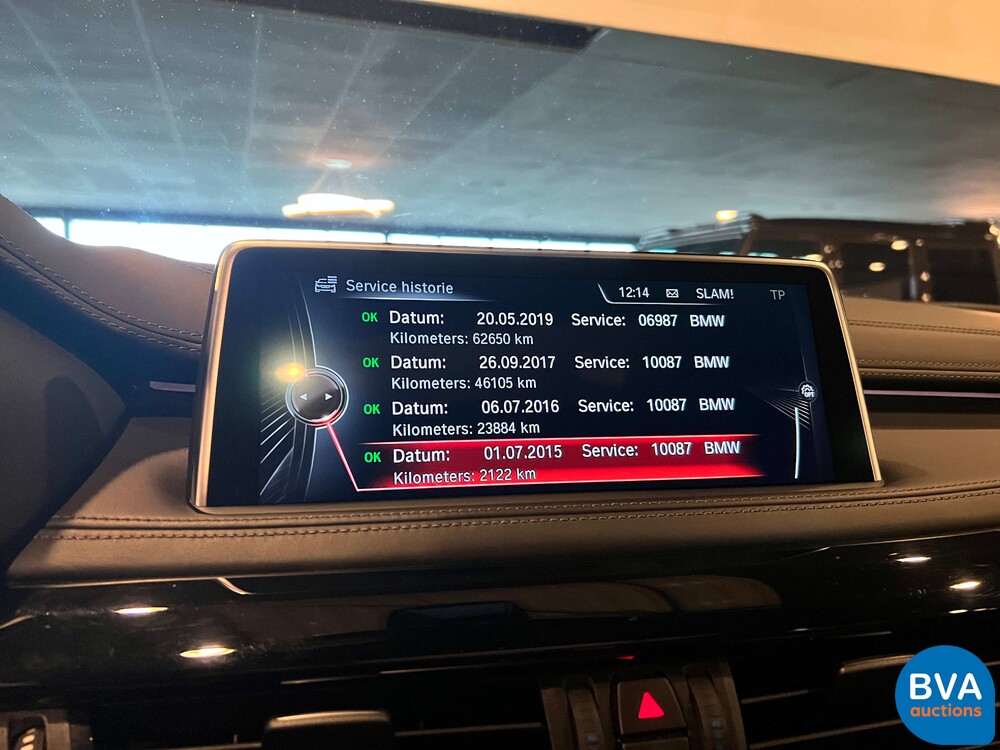 Service historie
12:14 SLAM! TP
OK Datum: 20.05.2019 Service: 06987 BMW
Kilometers: 62650 km
OK Datum: 26.09.2017 Service: 10087 BMW
Kilometers: 46105 km
OK Datum: 06.07.2016 Service: 10087 BMW
Kilometers: 23884 km
OK Datum: 01.07.2015 Service: 10087 BMW
Kilometers: 2122 km
OPT
BVA
auctions